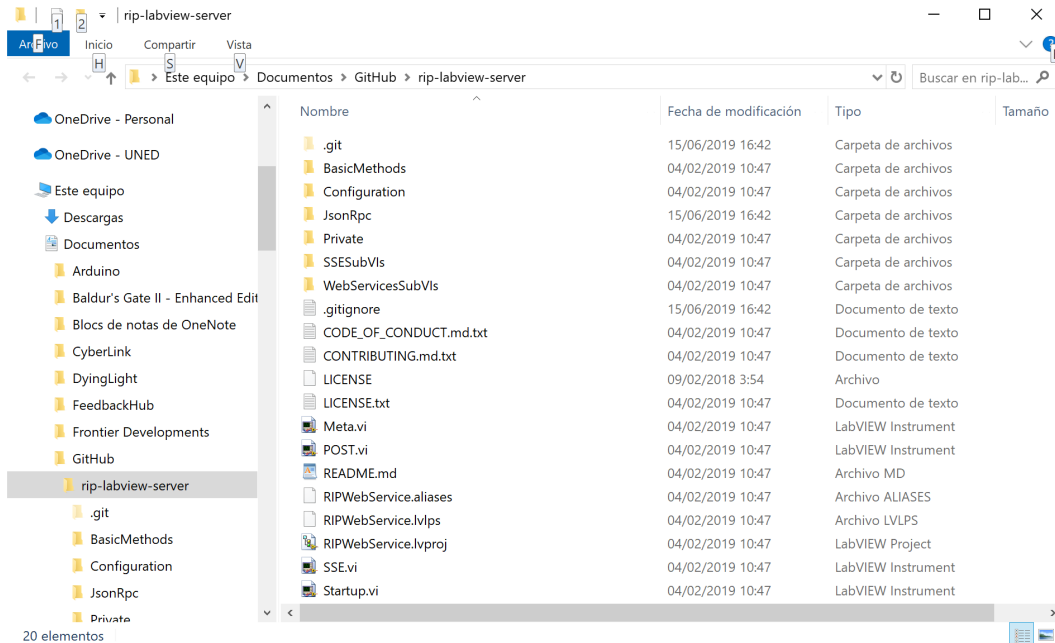 1 2 rip-labview-server
Archivo F Inicio Compartir Vista ?
H S V
Este equipo Documentos GitHub rip-labview-server Buscar en rip-lab...
OneDrive - Personal
OneDrive - UNED
Este equipo
Descargas
Documentos
Arduino
Baldur's Gate II - Enhanced Edit
Blocs de notas de OneNote
CyberLink
DyingLight
FeedbackHub
Frontier Developments
GitHub
rip-labview-server
.git
BasicMethods
Configuration
JsonRpc
Private
Nombre Fecha de modificación Tipo Tamaño
.git 15/06/2019 16:42 Carpeta de archivos
BasicMethods 04/02/2019 10:47 Carpeta de archivos
Configuration 04/02/2019 10:47 Carpeta de archivos
JsonRpc 15/06/2019 16:42 Carpeta de archivos
Private 04/02/2019 10:47 Carpeta de archivos
SSESubVIs 04/02/2019 10:47 Carpeta de archivos
WebServicesSubVIs 04/02/2019 10:47 Carpeta de archivos
.gitignore 15/06/2019 16:42 Documento de texto
CODE_OF_CONDUCT.md.txt 04/02/2019 10:47 Documento de texto
CONTRIBUTING.md.txt 04/02/2019 10:47 Documento de texto
LICENSE 09/02/2018 3:54 Archivo
LICENSE.txt 04/02/2019 10:47 Documento de texto
Meta.vi 04/02/2019 10:47 LabVIEW Instrument
POST.vi 04/02/2019 10:47 LabVIEW Instrument
README.md 04/02/2019 10:47 Archivo MD
RIPWebService.aliases 04/02/2019 10:47 Archivo ALIASES
RIPWebService.lvlps 04/02/2019 10:47 Archivo LVLPS
RIPWebService.lvproj 04/02/2019 10:47 LabVIEW Project
SSE.vi 04/02/2019 10:47 LabVIEW Instrument
Startup.vi 04/02/2019 10:47 LabVIEW Instrument
20 elementos